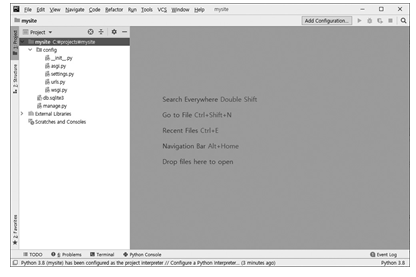 File Edit View Navigate Code Refactor Run Tools VCS Window Help mysite
mysite
Add Configuration...
Project
mysite C:\projects\mysite
config
__init__.py
asgi.py
settings.py
urls.py
wsgi.py
db.sqlite3
manage.py
External Libraries
Scratches and Consoles
1: Project
7: Structure
2: Favorites
Search Everywhere Double Shift
Go to File Ctrl+Shift+N
Recent Files Ctrl+E
Navigation Bar Alt+Home
Drop files here to open
TODO 6: Problems Terminal Python Console Event Log
Python 3.8 (mysite) has been configured as the project interpreter // Configure a Python interpreter... (3 minutes ago) Python 3.8